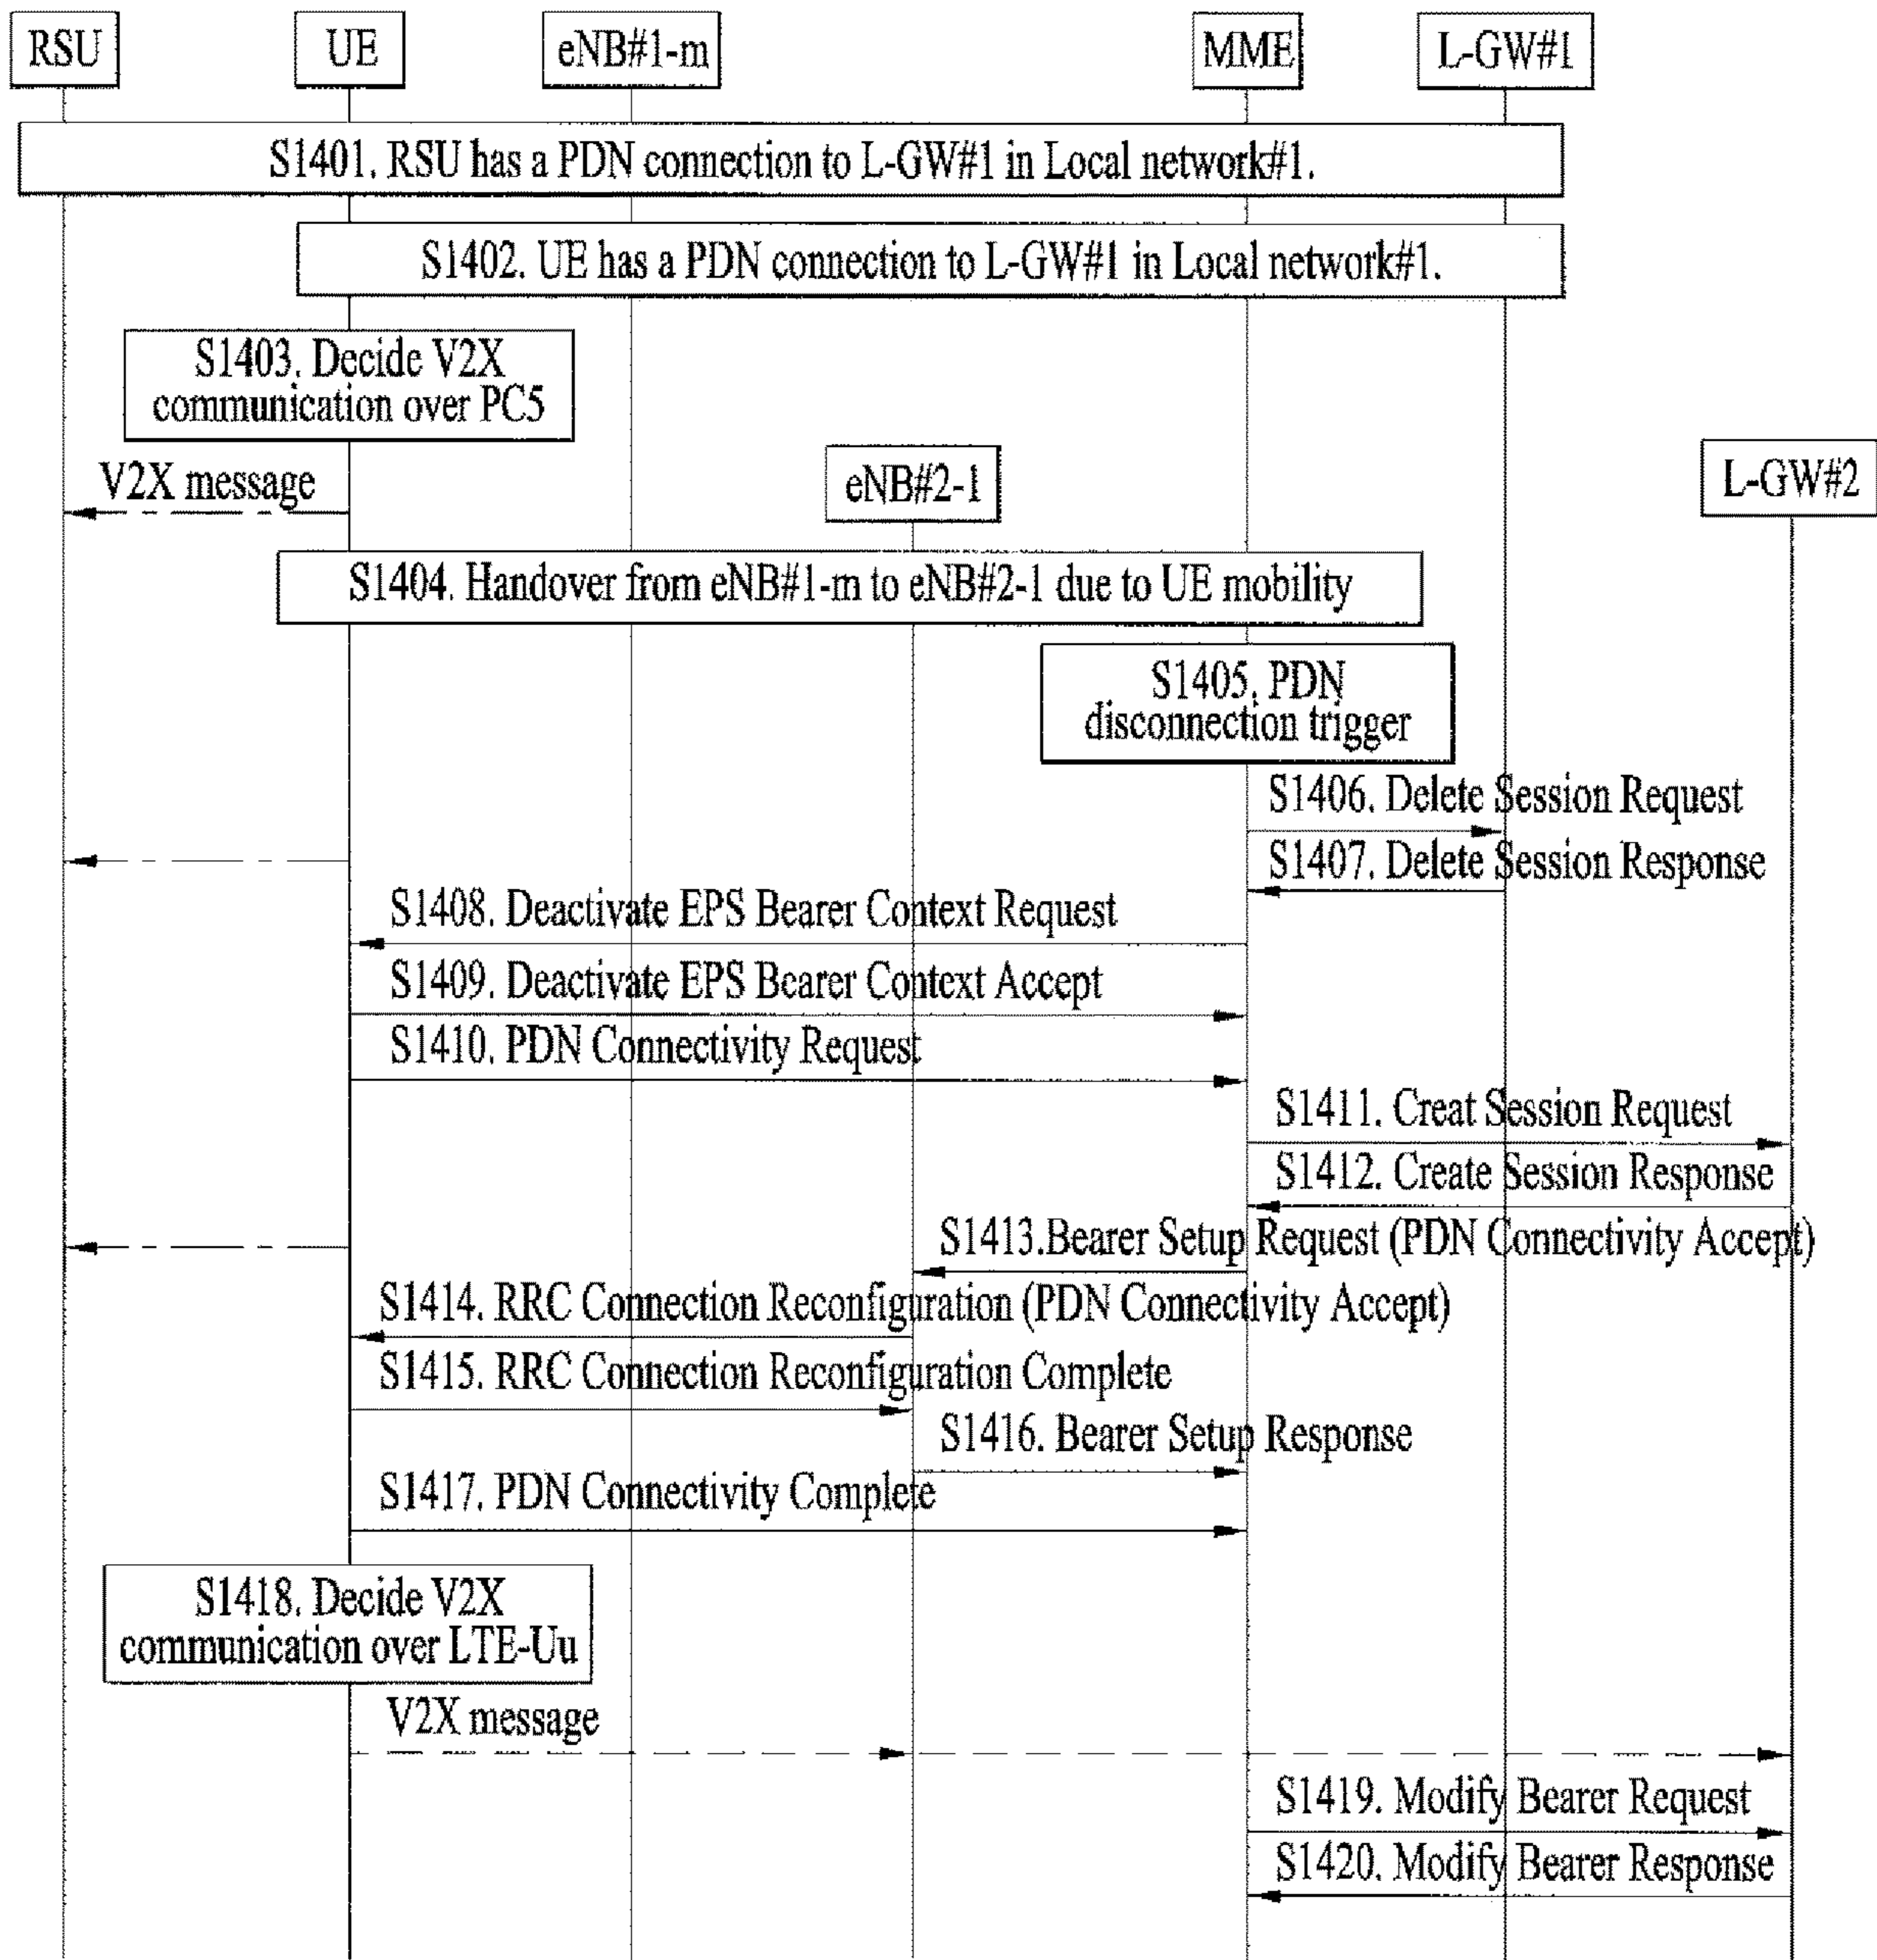 RSU
UE
eNB#1-m
MME
L-GW#1
S1401. RSU has a PDN connection to L-GW#1 in Local network#1.
S1402. UE has a PDN connection to L-GW#1 in Local network#1.
S1403. Decide V2X
communication over PC5
V2X message
eNB#2-1
L-GW#2
S1404. Handover from eNB#1-m to eNB#2-1 due to UE mobility
S1405. PDN
disconnection trigger
S1406. Delete Session Request
S1407. Delete Session Response
S1408. Deactivate EPS Bearer Context Request
S1409. Deactivate EPS Bearer Context Accept
S1410. PDN Connectivity Request
S1411. Creat Session Request
S1412. Create Session Response
S1413.Bearer Setup Request (PDN Connectivity Accept)
S1414. RRC Connection Reconfiguration (PDN Connectivity Accept)
S1415. RRC Connection Reconfiguration Complete
S1416. Bearer Setup Response
S1417. PDN Connectivity Complete
S1418. Decide V2X
communication over LTE-Uu
V2X message
S1419. Modify Bearer Request
S1420. Modify Bearer Response